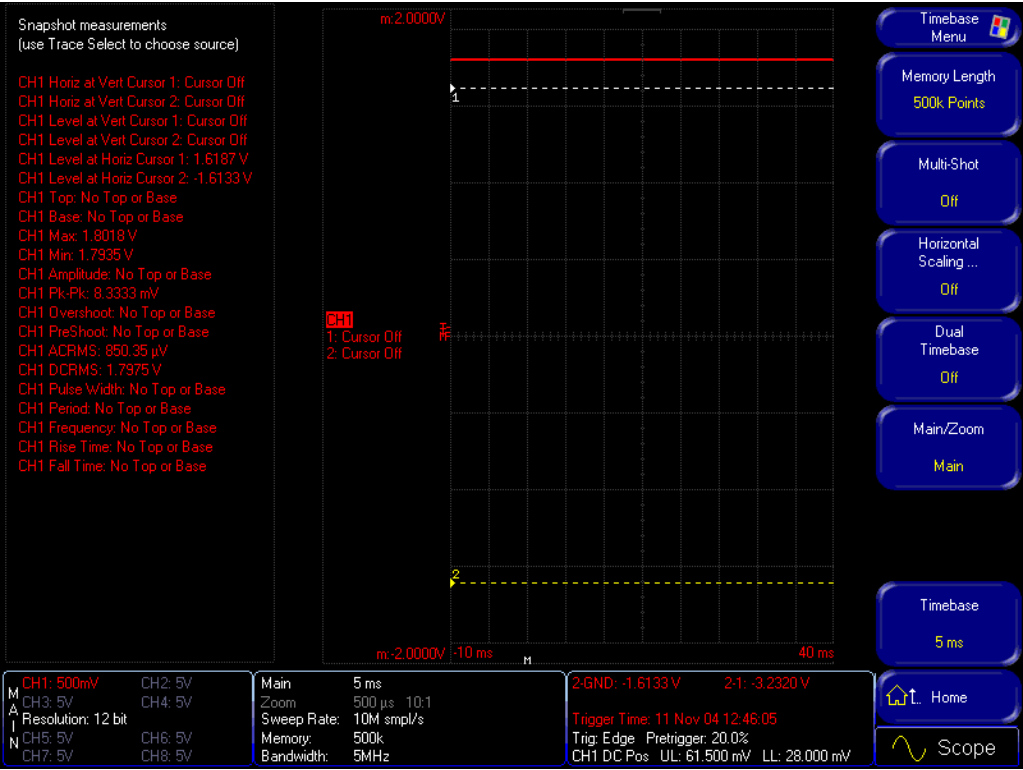 Snapshot measurements
(use Trace Select to choose source)
CH1 Horiz at Vert Cursor 1: Cursor Off
CH1 Horiz at Vert Cursor 2: Cursor Off
CH1 Level at Vert Cursor 1: Cursor Off
CH1 Level at Vert Cursor 2: Cursor Off
CH1 Level at Horiz Cursor 1: 1.6187 V
CH1 Level at Horiz Cursor 2: -1.6133 V
CH1 Top: No Top or Base
CH1 Base: No Top or Base
CH1 Max: 1.8018 V
CH1 Min: 1.7935 V
CH1 Amplitude: No Top or Base
CH1 Pk-Pk: 8.3333 mV
CH1 Overshoot: No Top or Base
CH1 PreShoot: No Top or Base
CH1 ACRMS: 850.35 µV
CH1 DCRMS: 1.7975 V
CH1 Pulse Width: No Top or Base
CH1 Period: No Top or Base
CH1 Frequency: No Top or Base
CH1 Rise Time: No Top or Base
CH1 Fall Time: No Top or Base
m:2.0000V
1
CH1
1: Cursor Off
2: Cursor Off
2
m:-2.0000V -10 ms
M
40 ms
Timebase
Menu
Memory Length
500k Points
Multi-Shot
Off
Horizontal
Scaling ...
Off
Dual
Timebase
Off
Main/Zoom
Main
Timebase
5 ms
Home
Scope
MAIN
CH1: 500mV CH2: 5V
CH3: 5V CH4: 5V
Resolution: 12 bit
CH5: 5V CH6: 5V
CH7: 5V CH8: 5V
Main 5 ms
Zoom 500 µs 10:1
Sweep Rate: 10M smpl/s
Memory: 500k
Bandwidth: 5MHz
2-GND: -1.6133 V 2-1: -3.2320 V
Trigger Time: 11 Nov 04 12:46:05
Trig: Edge Pretrigger: 20.0%
CH1 DC Pos UL: 61.500 mV LL: 28.000 mV